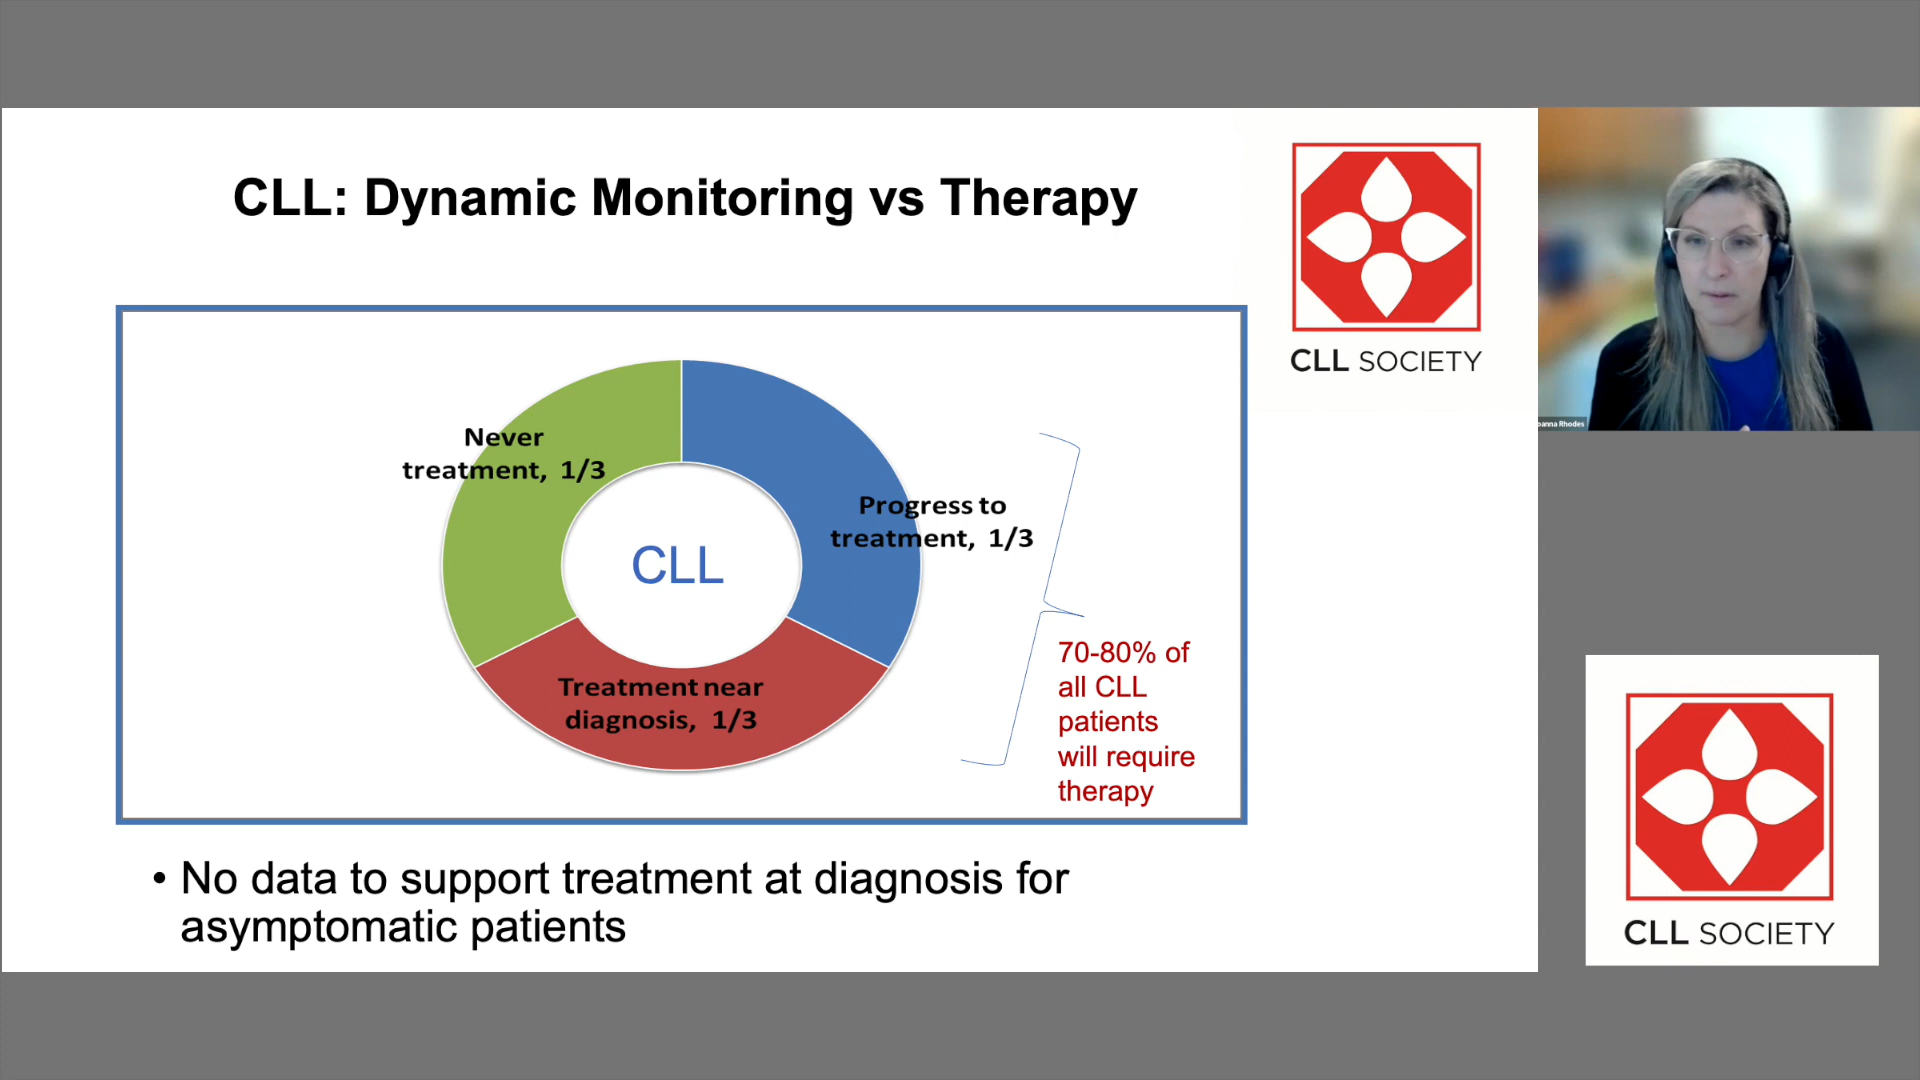 CLL: Dynamic Monitoring vs Therapy
CLL SOCIETY
Never
treatment, 1/3
Progress to
treatment, 1/3
CLL
Treatment near
diagnosis, 1/3
70-80% of
all CLL
patients
will require
therapy
• No data to support treatment at diagnosis for
asymptomatic patients
oanna Rhodes
CLL SOCIETY